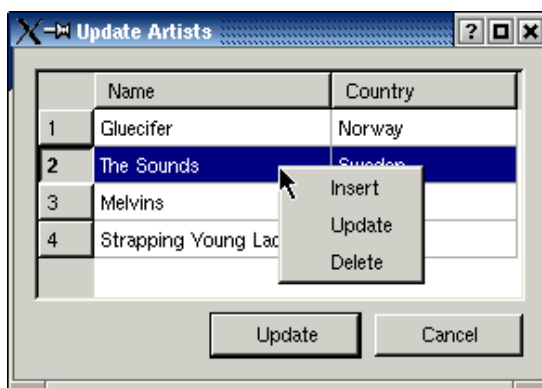 Update Artists
Name Country
1 Gluecifer Norway
2 The Sounds Sweden
3 Melvins
4 Strapping Young Lad
Insert
Update
Delete
Update Cancel